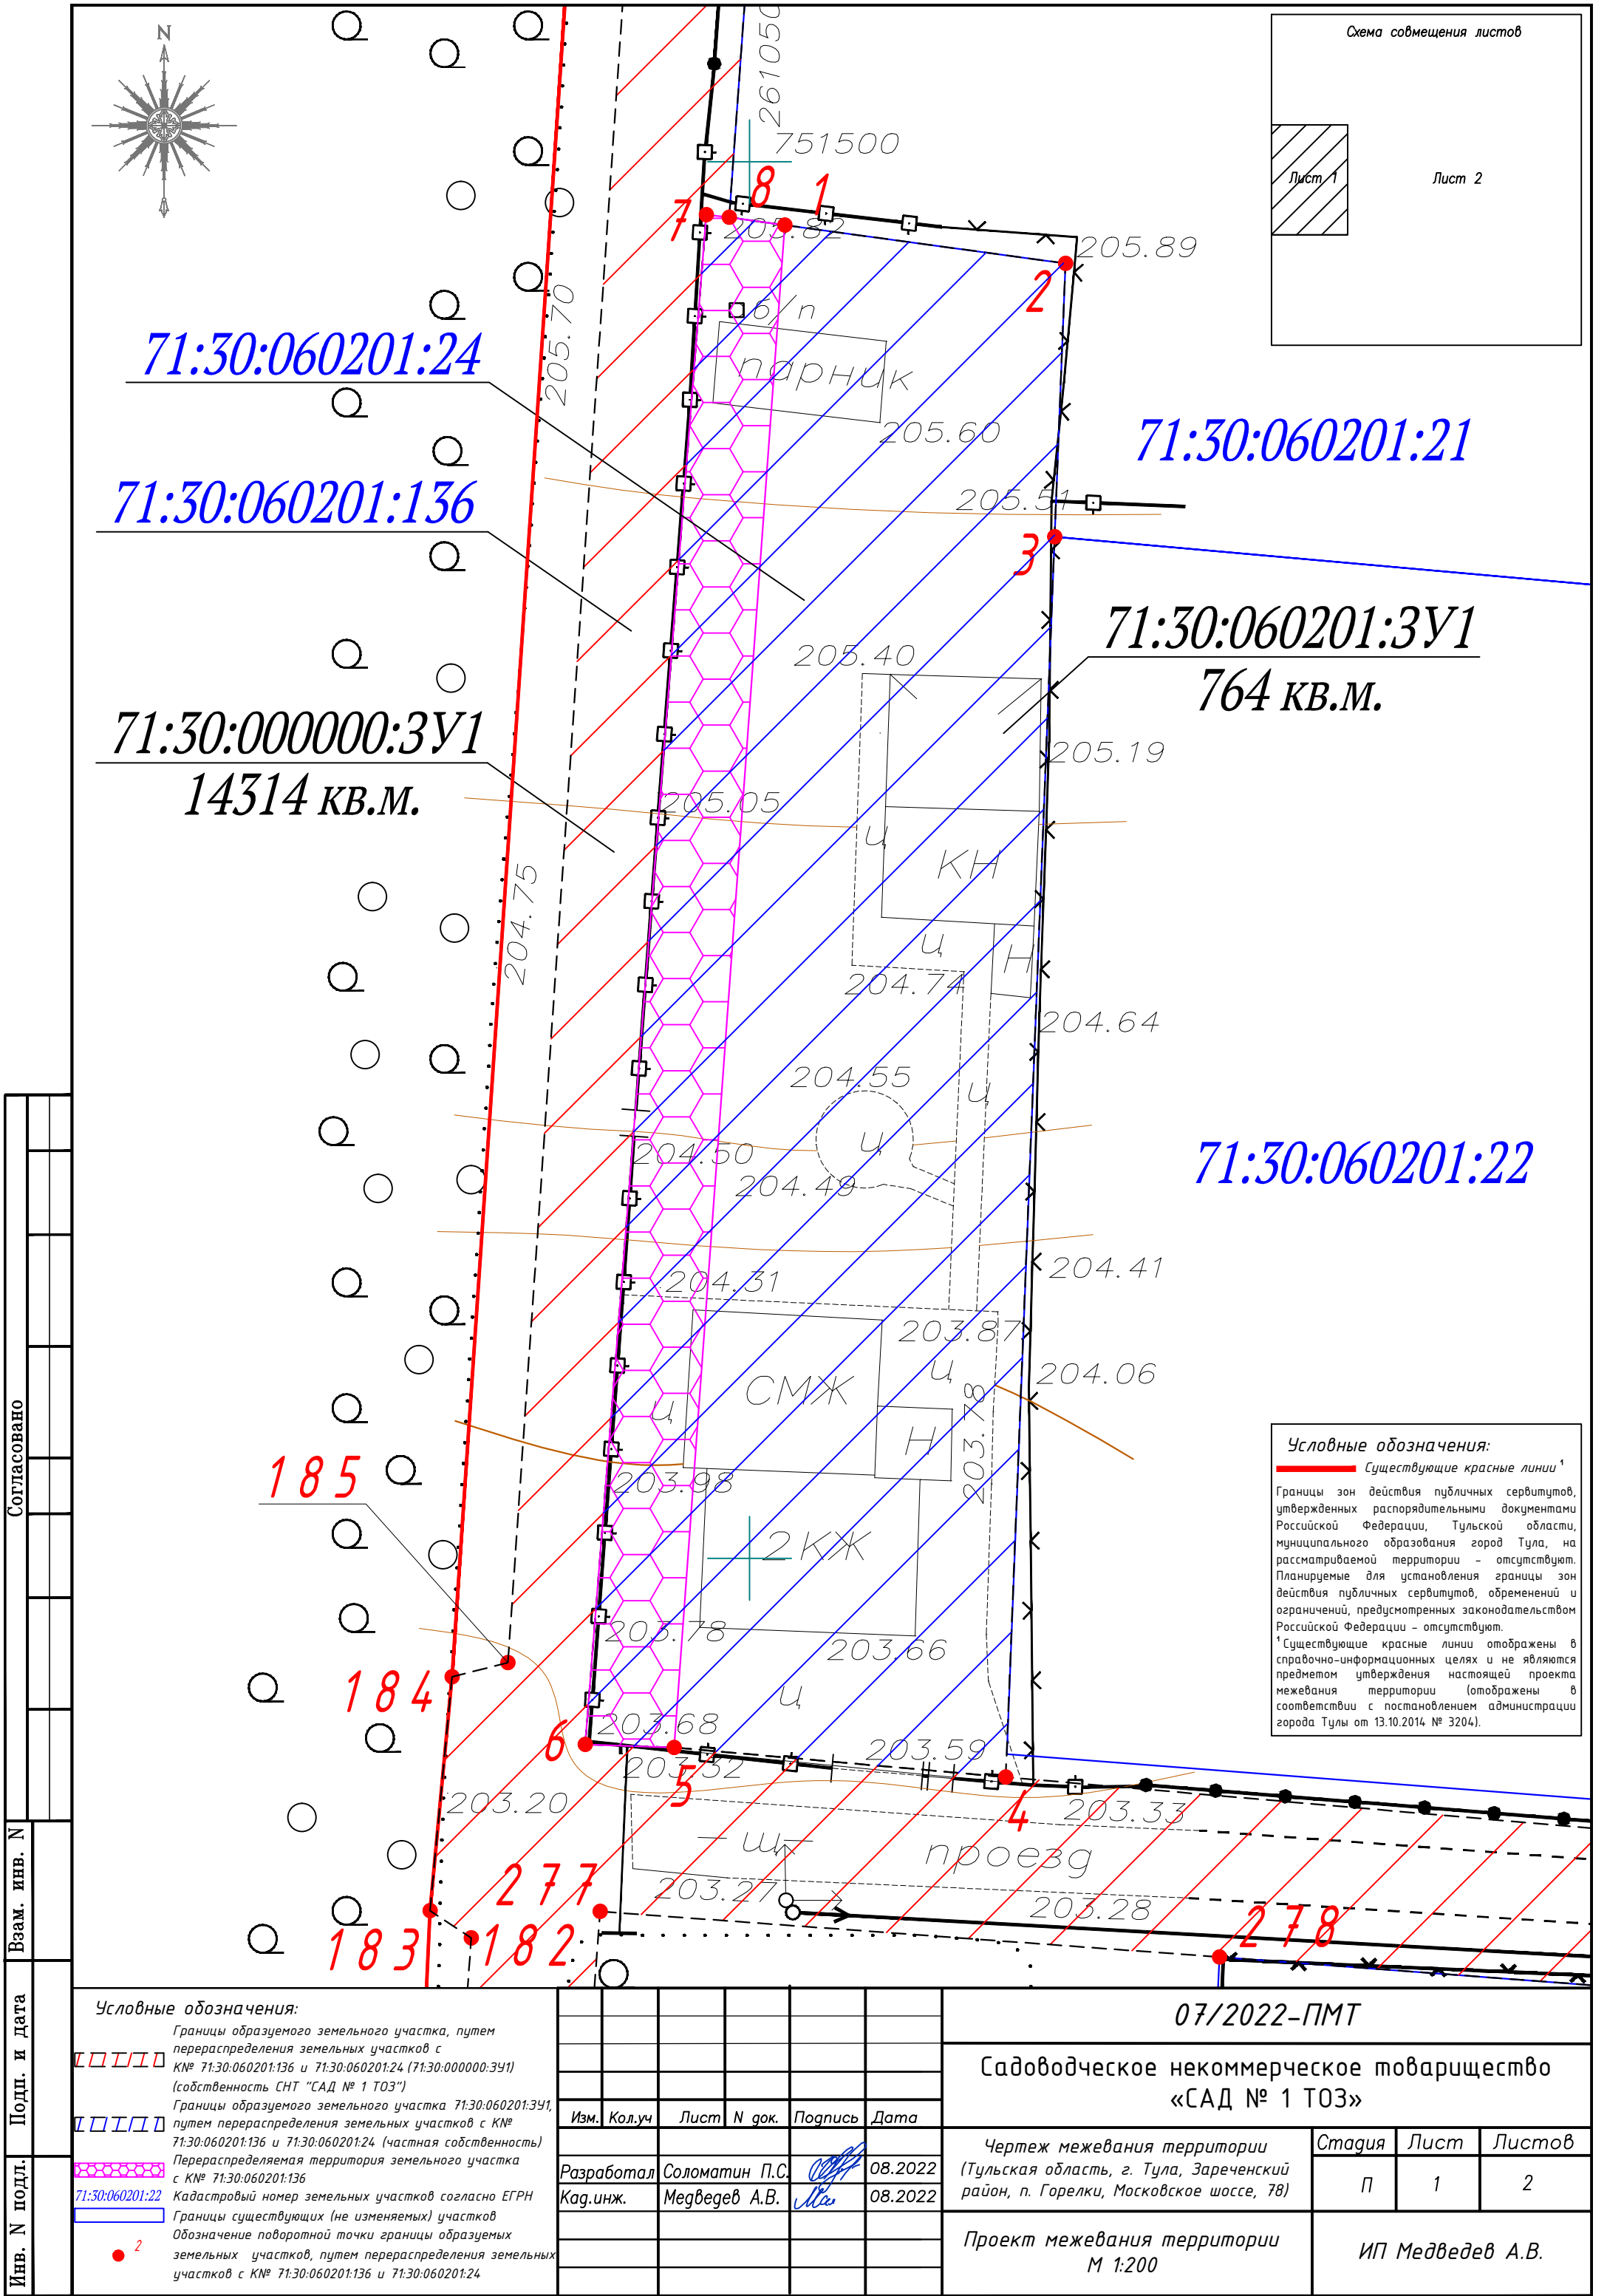 N
Схема совмещения листов
Лист 1
Лист 2
261050
751500
8
1
7
205.82
205.89
2
205.70
б/п
71:30:060201:24
парник
205.60
71:30:060201:21
71:30:060201:136
205.51
3
71:30:060201:ЗУ1
764 кв.м.
205.40
71:30:000000:ЗУ1
14314 кв.м.
205.19
205.05
ц
КН
204.75
ц
Н
204.74
204.64
204.55
ц
ц
204.50
204.49
71:30:060201:22
204.41
204.31
203.87
СМЖ
ц
204.06
ц
Н
203.78
185
203.98
2КЖ
203.78
203.66
184
ц
6
203.68
203.59
203.32
5
4
203.20
203.33
щ
проезд
277
203.27
203.28
183
182
278
Условные обозначения:
Существующие красные линии ¹
Границы зон действия публичных сервитутов,
утвержденных распорядительными документами
Российской Федерации, Тульской области,
муниципального образования город Тула, на
рассматриваемой территории - отсутствуют.
Планируемые для установления границы зон
действия публичных сервитутов, обременений и
ограничений, предусмотренных законодательством
Российской Федерации - отсутствуют.
¹Существующие красные линии отображены в
справочно-информационных целях и не являются
предметом утверждения настоящей проекта
межевания территории (отображены в
соответствии с постановлением администрации
города Тулы от 13.10.2014 № 3204).
Согласовано
Взам. инв. N
Подп. и дата
Инв. N подл.
Условные обозначения:
Границы образуемого земельного участка, путем
перераспределения земельных участков с
К№ 71:30:060201:136 и 71:30:060201:24 (71:30:000000:ЗУ1)
(собственность СНТ "САД № 1 ТОЗ")
Границы образуемого земельного участка 71:30:060201:ЗУ1,
путем перераспределения земельных участков с К№
71:30:060201:136 и 71:30:060201:24 (частная собственность)
Перераспределяемая территория земельного участка
с К№ 71:30:060201:136
71:30:060201:22 Кадастровый номер земельных участков согласно ЕГРН
Границы существующих (не изменяемых) участков
Обозначение поворотной точки границы образуемых
2
земельных участков, путем перераспределения земельных
участков с К№ 71:30:060201:136 и 71:30:060201:24
Изм. Кол.уч Лист N док. Подпись Дата
Разработал Соломатин П.С. 08.2022
Кад.инж. Медведев А.В. 08.2022
07/2022-ПМТ
Садоводческое некоммерческое товарищество
«САД № 1 ТОЗ»
Чертеж межевания территории
(Тульская область, г. Тула, Зареченский
район, п. Горелки, Московское шоссе, 78)
Стадия Лист Листов
П 1 2
Проект межевания территории
М 1:200
ИП Медведев А.В.